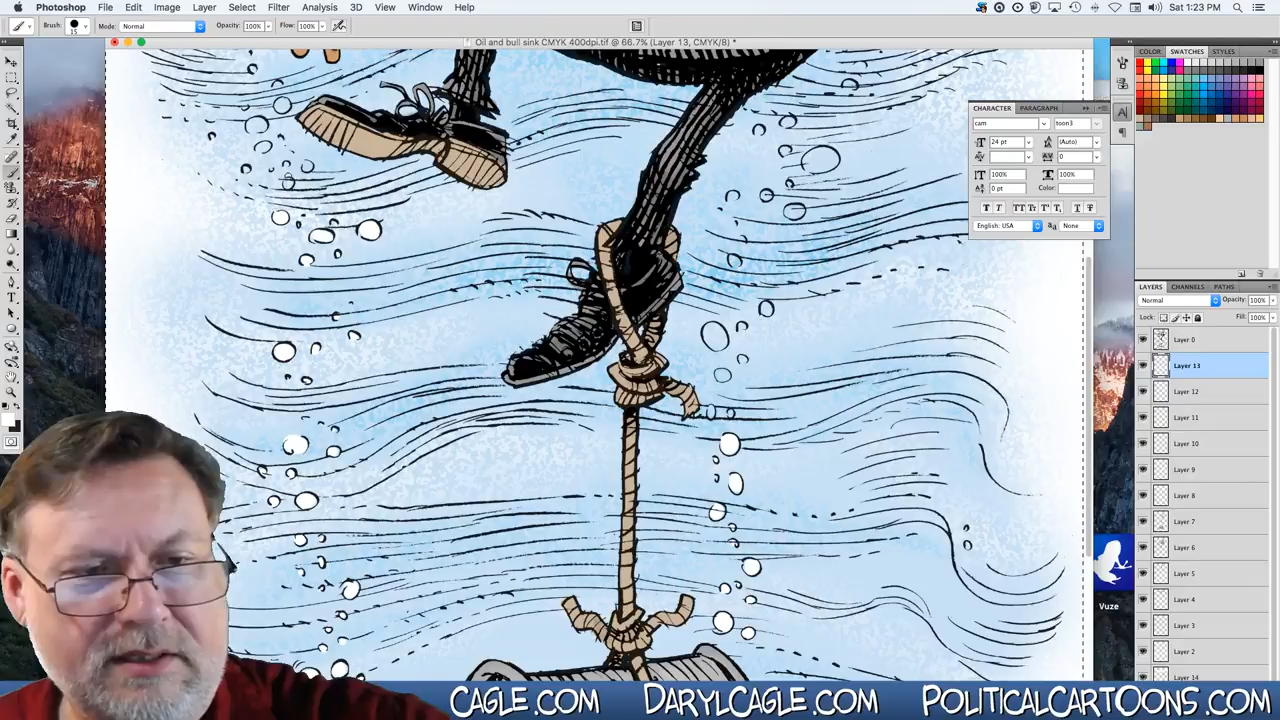 Photoshop File Edit Image Layer Select Filter Analysis 3D View Window Help Sat 1:23 PM
Brush: 15 Mode: Normal Opacity: 100% Flow: 100%
Oil and bull sink CMYK 400dpi.tif @ 66.7% (Layer 13, CMYK/8) *
COLOR SWATCHES STYLES
CHARACTER PARAGRAPH
cam toon3
24 pt (Auto)
0
100% 100%
0 pt Color:
English: USA None
LAYERS CHANNELS PATHS
Normal Opacity: 100%
Lock: Fill: 100%
Layer 0
Layer 13
Layer 12
Layer 11
Layer 10
Layer 9
Layer 8
Layer 7
Layer 6
Layer 5
Layer 4
Layer 3
Layer 2
Layer 14
Vuze
CAGLE.COM DARYLCAGLE.COM POLITICALCARTOONS.COM